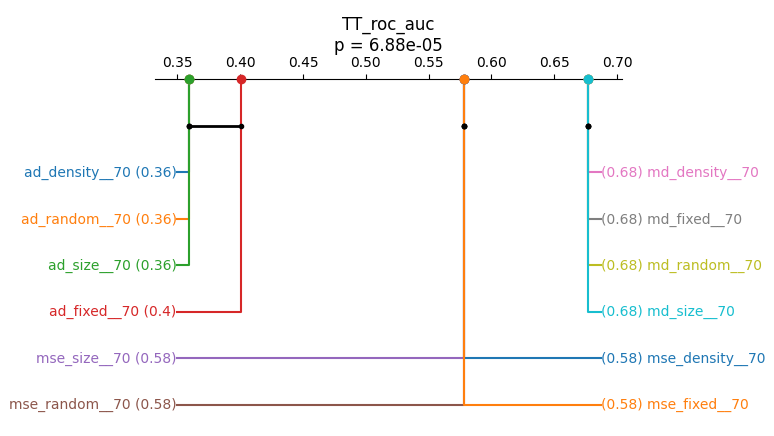 TT_roc_auc
p = 6.88e-05
0.35 0.40 0.45 0.50 0.55 0.60 0.65 0.70
ad_density__70 (0.36) (0.68) md_density__70
ad_random__70 (0.36) (0.68) md_fixed__70
ad_size__70 (0.36) (0.68) md_random__70
ad_fixed__70 (0.4) (0.68) md_size__70
mse_size__70 (0.58) (0.58) mse_density__70
mse_random__70 (0.58) (0.58) mse_fixed__70